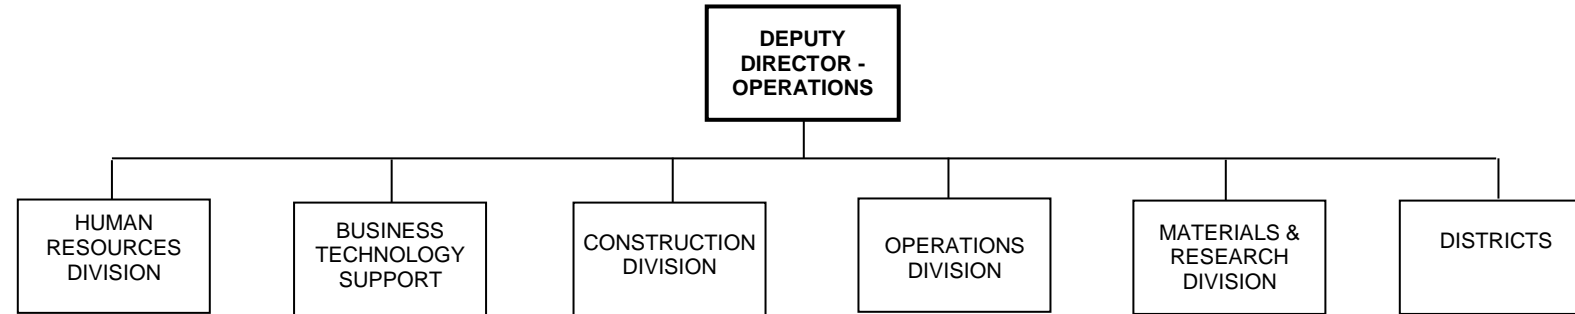 DEPUTY
DIRECTOR -
OPERATIONS
HUMAN
RESOURCES
DIVISION
BUSINESS
TECHNOLOGY
SUPPORT
CONSTRUCTION
DIVISION
OPERATIONS
DIVISION
MATERIALS &
RESEARCH
DIVISION
DISTRICTS